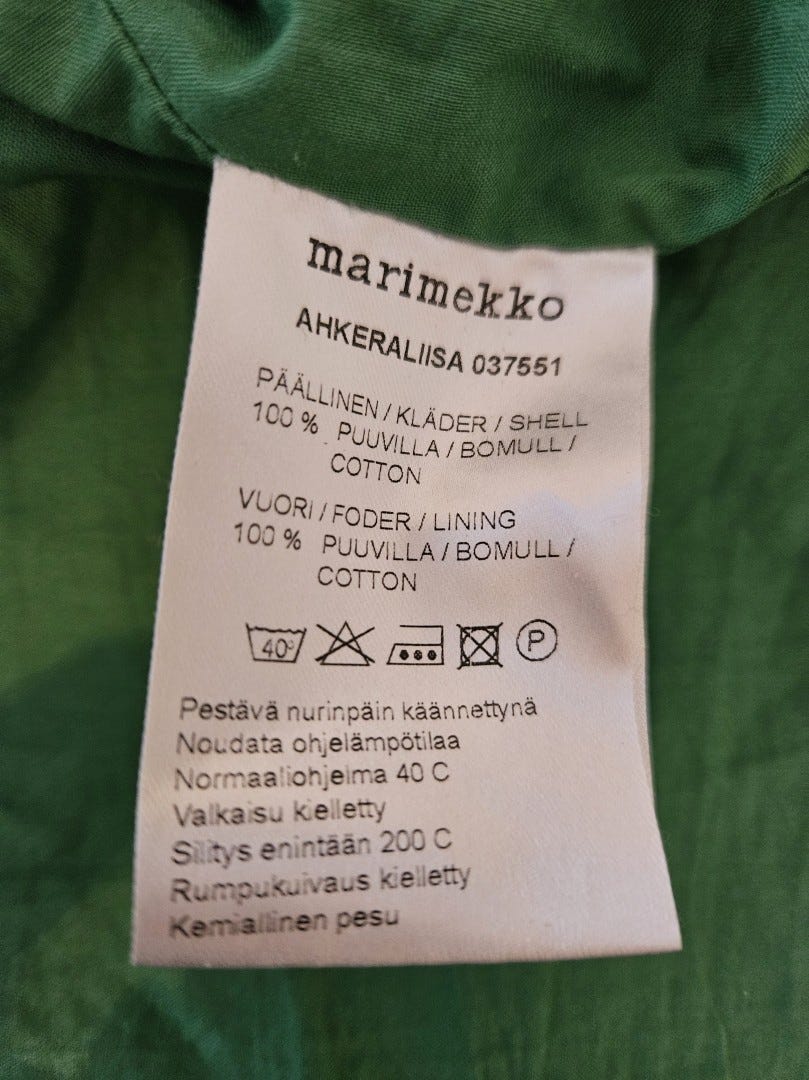 marimekko
AHKERALIISA 037551
PÄÄLLINEN / KLÄDER / SHELL
100 % PUUVILLA / BOMULL /
COTTON
VUORI / FODER / LINING
100 % PUUVILLA / BOMULL /
COTTON
40° P
Pestävä nurinpäin käännettynä
Noudata ohjelämpötilaa
Normaaliohjelma 40 C
Valkaisu kielletty
Silitys enintään 200 C
Rumpukuivaus kielletty
Kemiallinen pesu